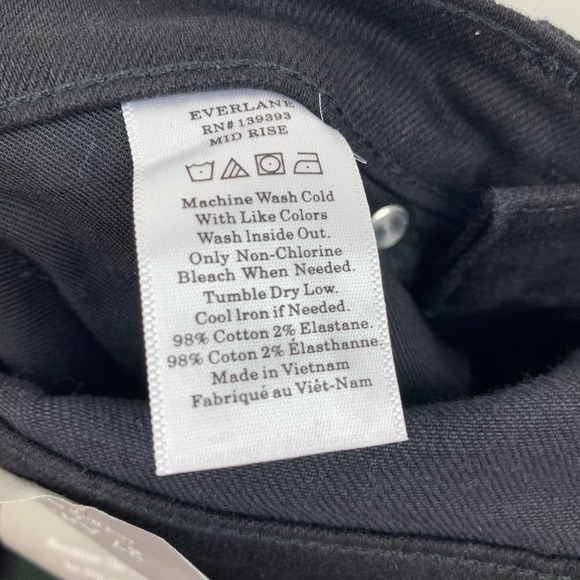 EVERLANE
RN# 139393
MID RISE
Machine Wash Cold
With Like Colors
Wash Inside Out.
Only Non-Chlorine
Bleach When Needed.
Tumble Dry Low.
Cool Iron if Needed.
98% Cotton 2% Elastane.
98% Coton 2% Elasthanne.
Made in Vietnam
Fabriqué au Viêt-Nam